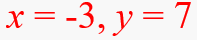 x = -3, y = 7